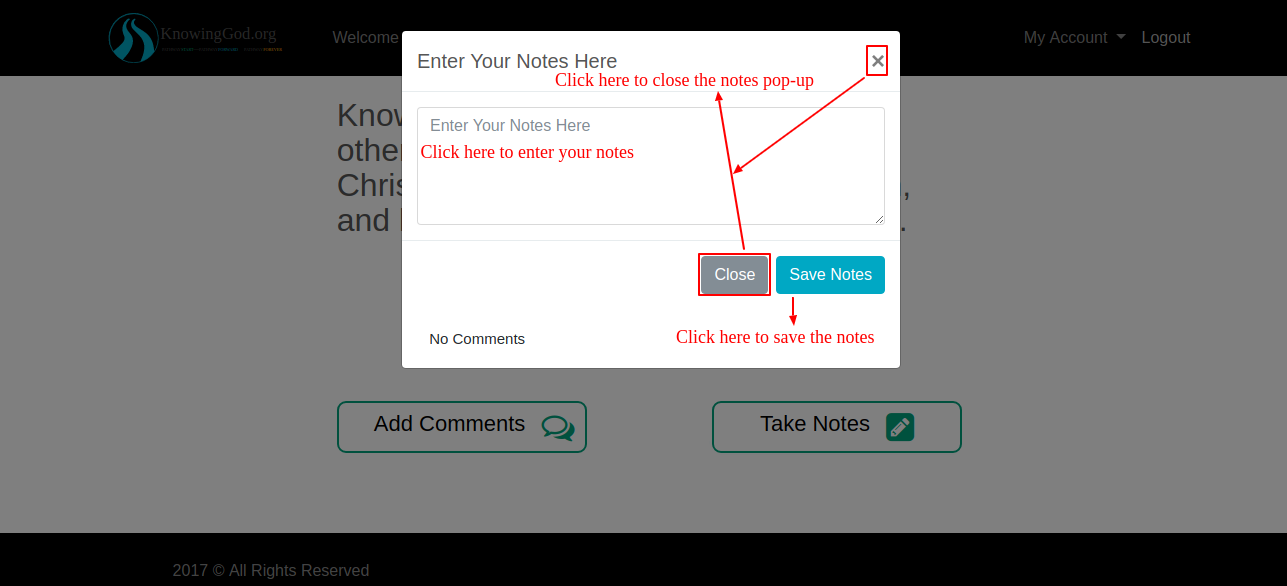 KnowingGod.org
Welcome
My Account
Logout
Enter Your Notes Here
×
Click here to close the notes pop-up
Enter Your Notes Here
Click here to enter your notes
Know
other
Chris
,
and
.
Close
Save Notes
Click here to save the notes
No Comments
Add Comments
Take Notes
2017 © All Rights Reserved